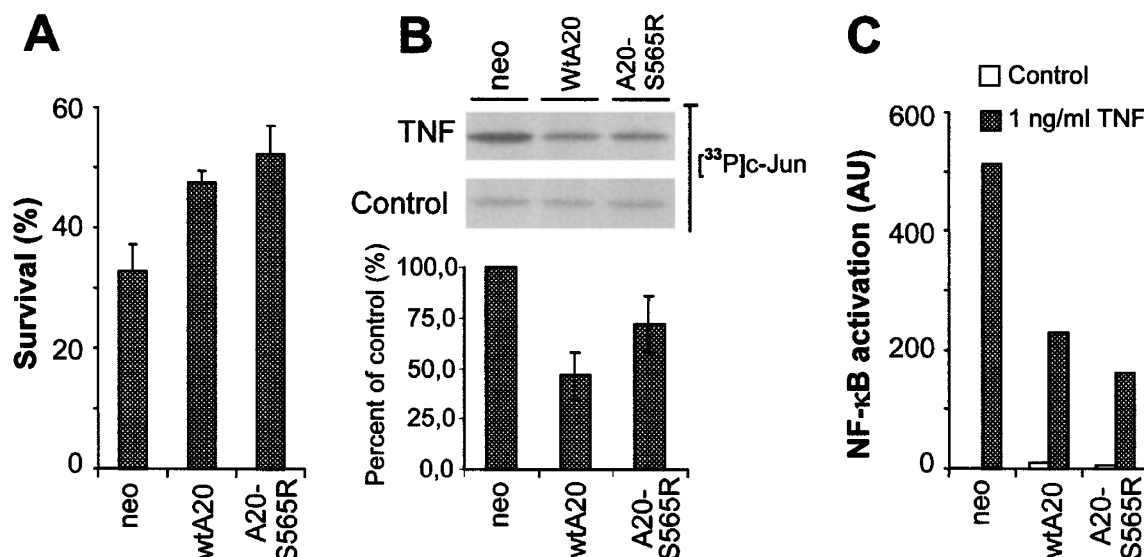 A
Survival (%)
60
40
20
0
neo
wtA20
A20-
S565R
B
neo
WtA20
A20-
S565R
TNF
Control
[³³P]c-Jun
Percent of control (%)
100,0
75,0
50,0
25,0
0,0
neo
wtA20
A20-
S565R
C
Control
1 ng/ml TNF
NF-κB activation (AU)
600
400
200
0
neo
wtA20
A20-
S565R